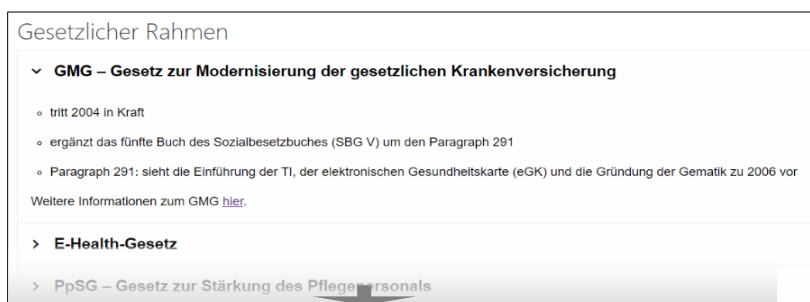 Gesetzlicher Rahmen
GMG – Gesetz zur Modernisierung der gesetzlichen Krankenversicherung
tritt 2004 in Kraft
ergänzt das fünfte Buch des Sozialbesetzbuches (SBG V) um den Paragraph 291
Paragraph 291: sieht die Einführung der TI, der elektronischen Gesundheitskarte (eGK) und die Gründung der Gematik zu 2006 vor
Weitere Informationen zum GMG hier.
E-Health-Gesetz
PpSG – Gesetz zur Stärkung des Pflegepersonals